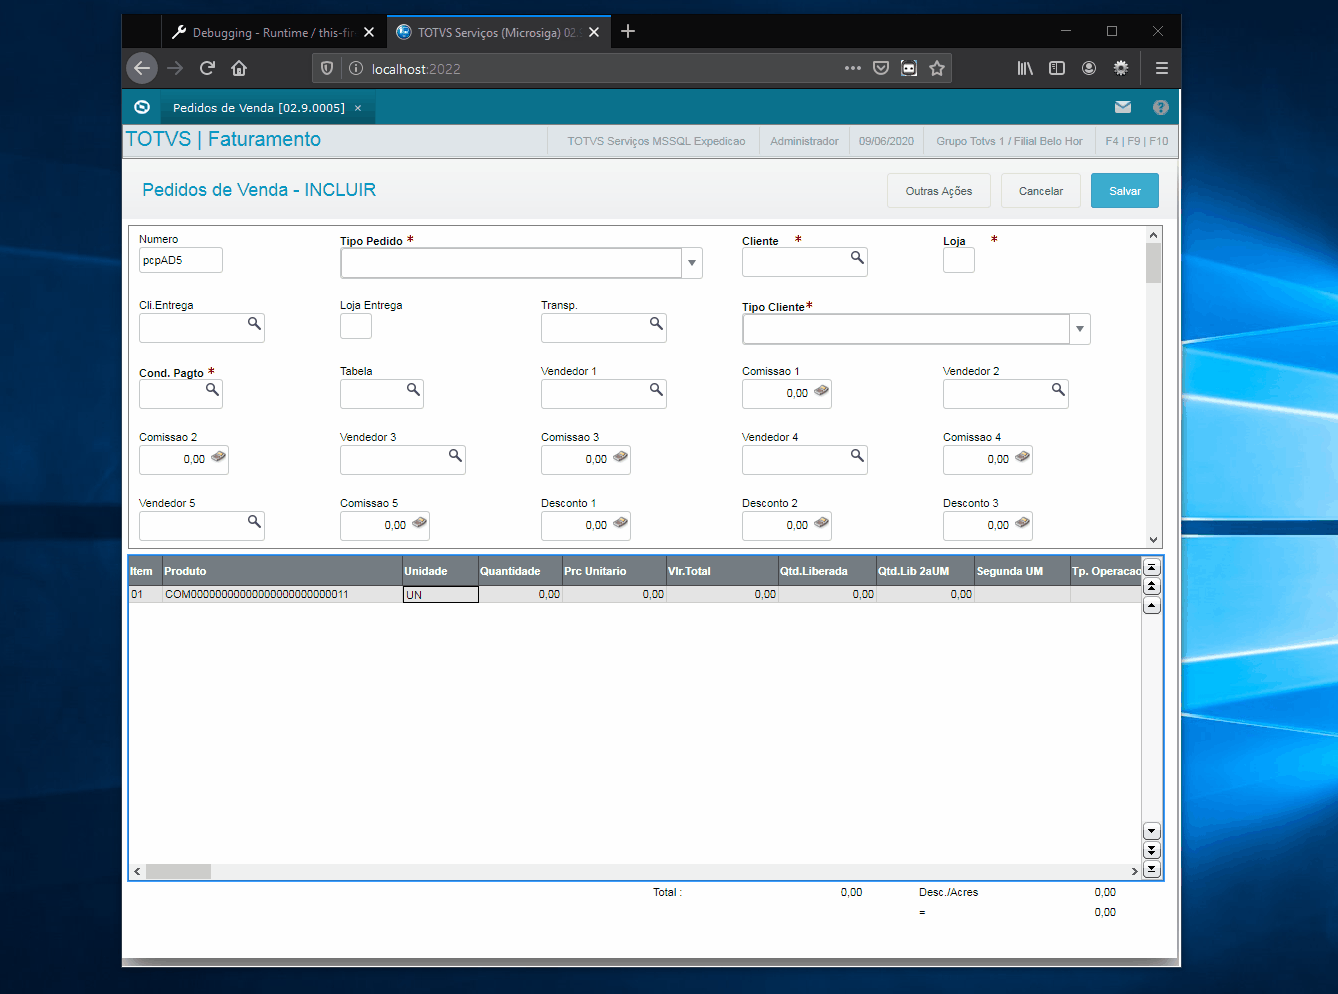 Debugging - Runtime / this-fire
TOTVS Serviços (Microsiga) 02.9
localhost:2022
Pedidos de Venda [02.9.0005]
TOTVS | Faturamento
TOTVS Serviços MSSQL Expedicao
Administrador
09/06/2020
Grupo Totvs 1 / Filial Belo Hor
F4 | F9 | F10
Pedidos de Venda - INCLUIR
Outras Ações
Cancelar
Salvar
Numero
Tipo Pedido *
Cliente *
Loja *
pcpAD5
Cli.Entrega
Loja Entrega
Transp.
Tipo Cliente*
Cond. Pagto *
Tabela
Vendedor 1
Comissao 1
Vendedor 2
0,00
Comissao 2
Vendedor 3
Comissao 3
Vendedor 4
Comissao 4
0,00
0,00
0,00
Vendedor 5
Comissao 5
Desconto 1
Desconto 2
Desconto 3
0,00
0,00
0,00
0,00
Item Produto Unidade Quantidade Prc Unitario Vlr.Total Qtd.Liberada Qtd.Lib 2aUM Segunda UM Tp. Operacao
01 COM000000000000000000000000011 UN 0,00 0,00 0,00 0,00 0,00
Total : 0,00 Desc./Acres 0,00
= 0,00